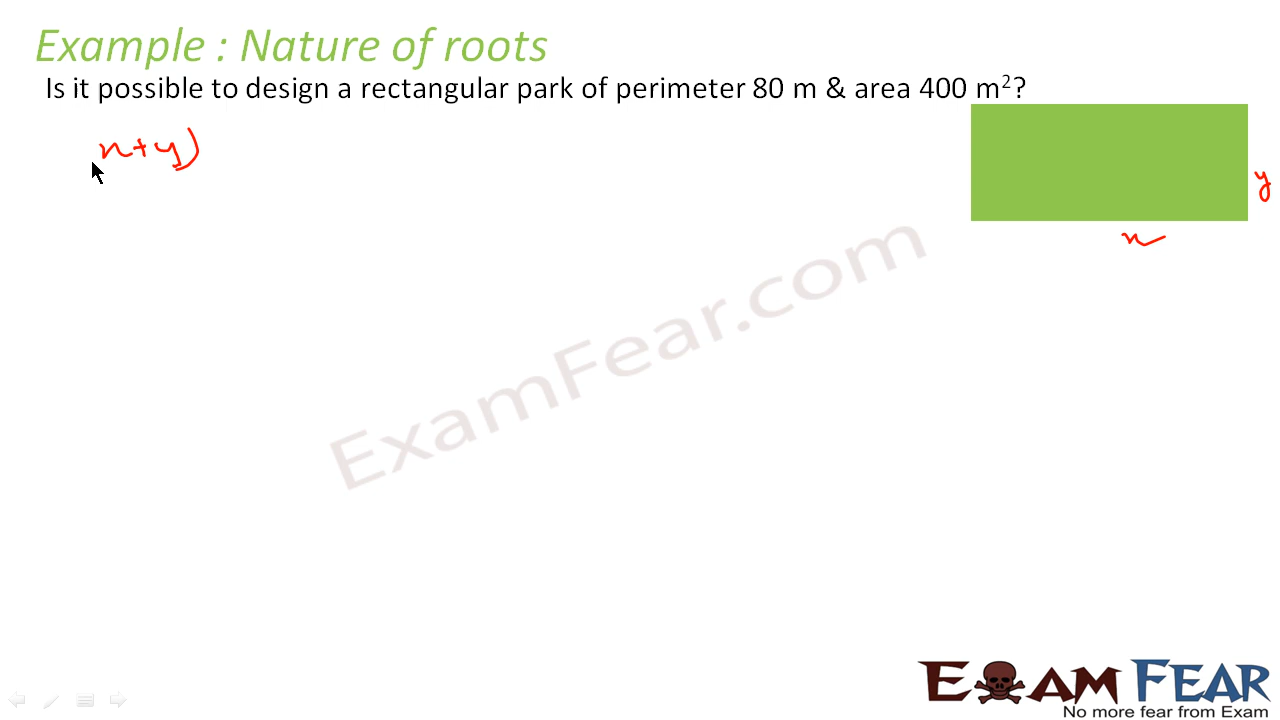 Example : Nature of roots
Is it possible to design a rectangular park of perimeter 80 m & area 400 m²?
x+y)
y
x
ExamFear.com
EXAM FEAR
No more fear from Exam